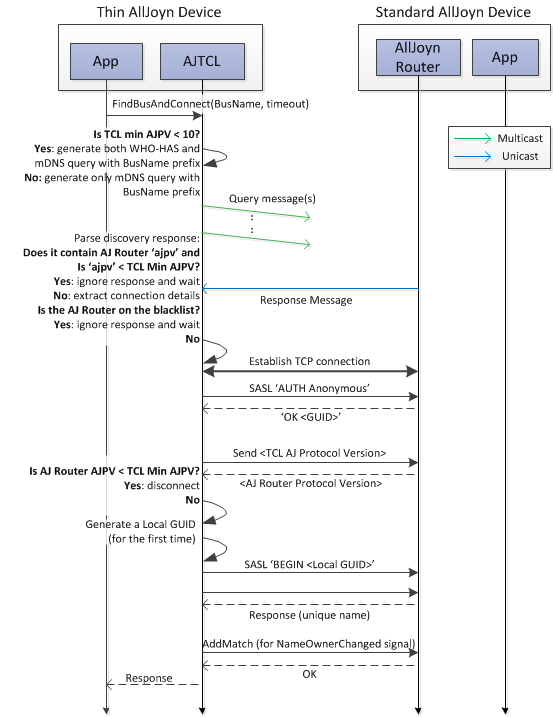 Thin AllJoyn Device
Standard AllJoyn Device
App
AJTCL
AllJoyn
Router
App
FindBusAndConnect(BusName, timeout)
Multicast
Unicast
Is TCL min AJPV < 10?
Yes: generate both WHO-HAS and
mDNS query with BusName prefix
No: generate only mDNS query with
BusName prefix
Query message(s)
:
:
Parse discovery response:
Does it contain AJ Router ‘ajpv’ and
Is ‘ajpv’ < TCL Min AJPV?
Yes: ignore response and wait
No: extract connection details
Response Message
Is the AJ Router on the blacklist?
Yes: ignore response and wait
No
Establish TCP connection
SASL ‘AUTH Anonymous’
‘OK <GUID>’
Send <TCL AJ Protocol Version>
Is AJ Router AJPV < TCL Min AJPV?
Yes: disconnect
<AJ Router Protocol Version>
No
Generate a Local GUID
(for the first time)
SASL ‘BEGIN <Local GUID>’
Response (unique name)
AddMatch (for NameOwnerChanged signal)
OK
Response